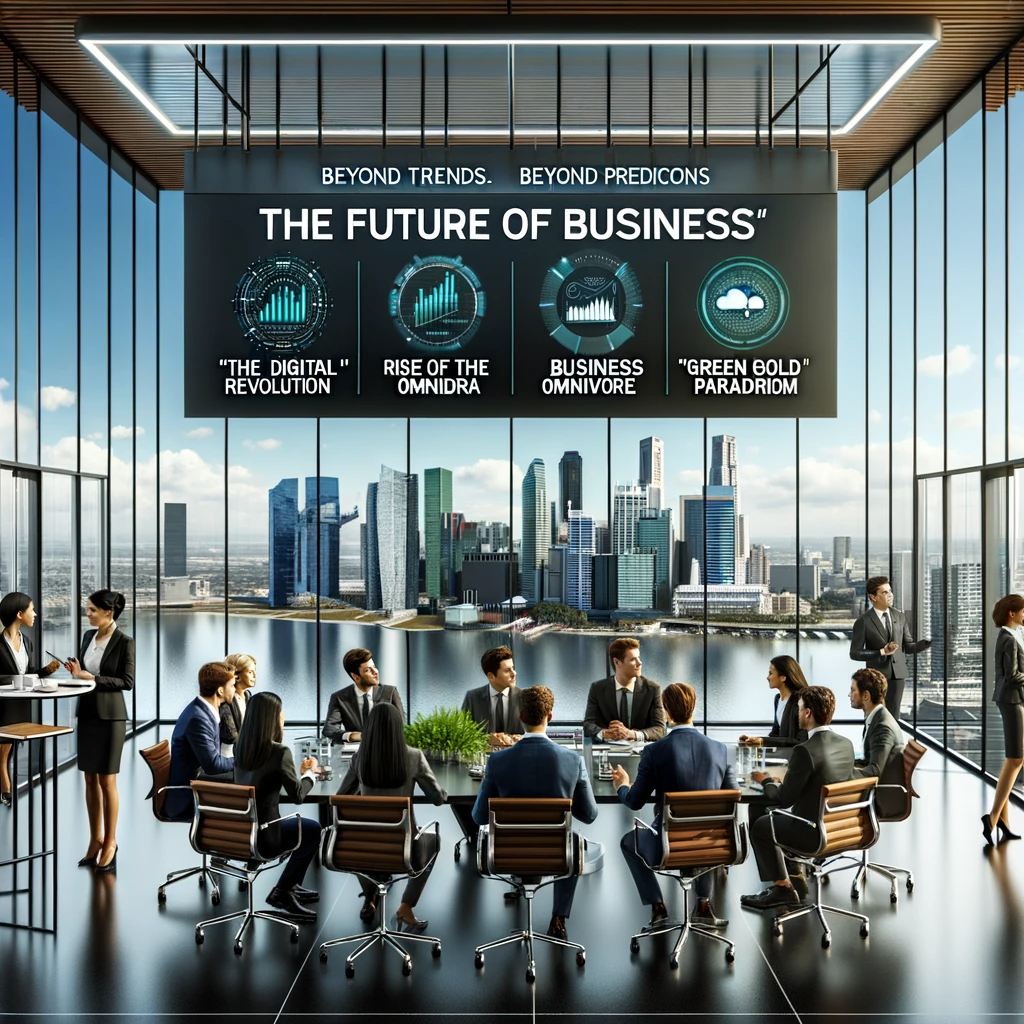 BEYOND TRENDS. BEYOND PREDICONS
THE FUTURE OF BUSINESS"
"THE DIGITAL"
REVOLUTION
RISE OF THE
OMNIDRA
BUSINESS
OMNIVORE
"GREEN GOLD"
PARADRIOM